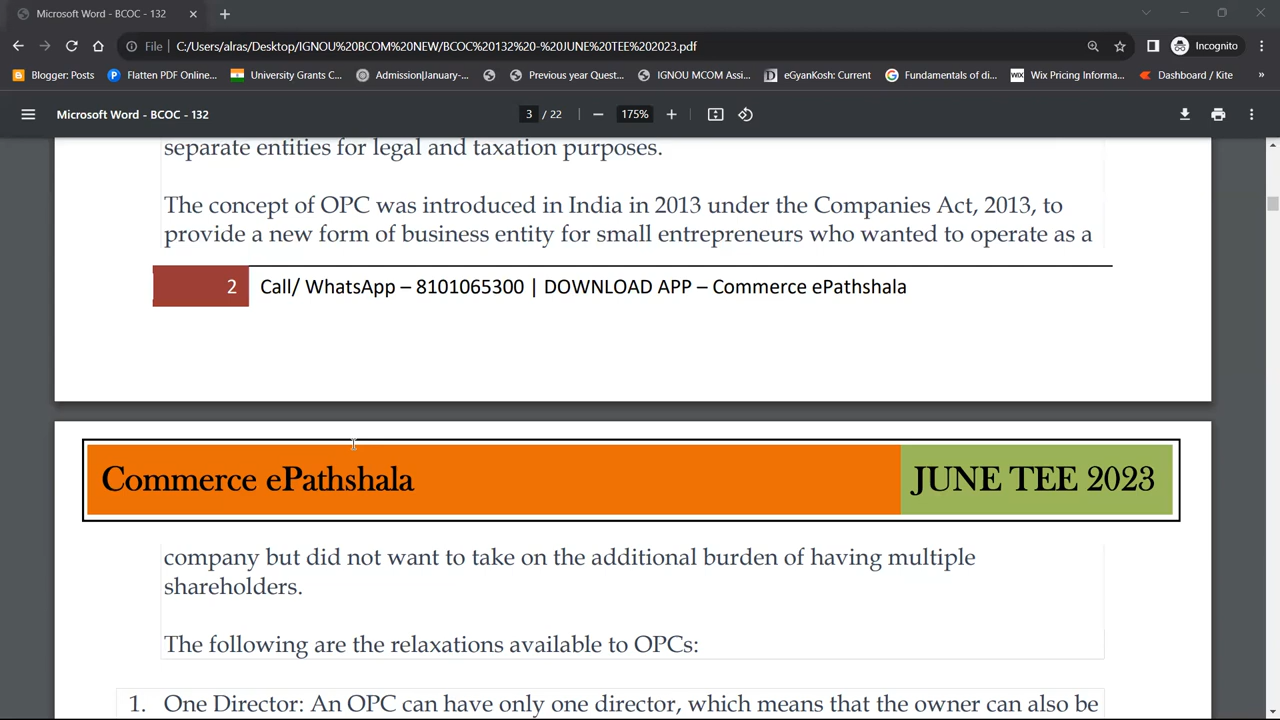 Microsoft Word - BCOC - 132
Incognito
File
C:/Users/alras/Desktop/IGNOU%20BCOM%20NEW/BCOC%20132%20-%20JUNE%20TEE%202023.pdf
Blogger: Posts
Flatten PDF Online...
University Grants C...
Admission|January-...
Previous year Quest...
IGNOU MCOM Assi...
eGyanKosh: Current
Fundamentals of di...
Wix Pricing Informa...
Dashboard / Kite
»
Microsoft Word - BCOC - 132
3 / 22
175%
separate entities for legal and taxation purposes.
The concept of OPC was introduced in India in 2013 under the Companies Act, 2013, to
provide a new form of business entity for small entrepreneurs who wanted to operate as a
2 Call/ WhatsApp – 8101065300 | DOWNLOAD APP – Commerce ePathshala
Commerce ePathshala
JUNE TEE 2023
company but did not want to take on the additional burden of having multiple
shareholders.
The following are the relaxations available to OPCs:
1. One Director: An OPC can have only one director, which means that the owner can also be